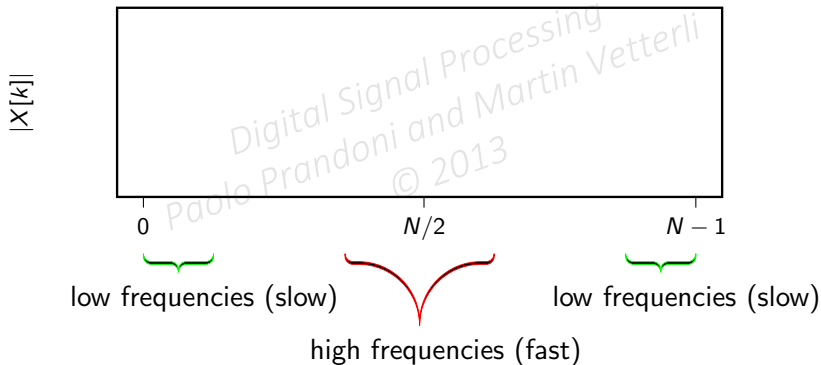 Digital Signal Processing
Paolo Prandoni and Martin Vetterli
© 2013
|X[k]|
0 N/2 N − 1
low frequencies (slow) low frequencies (slow)
high frequencies (fast)